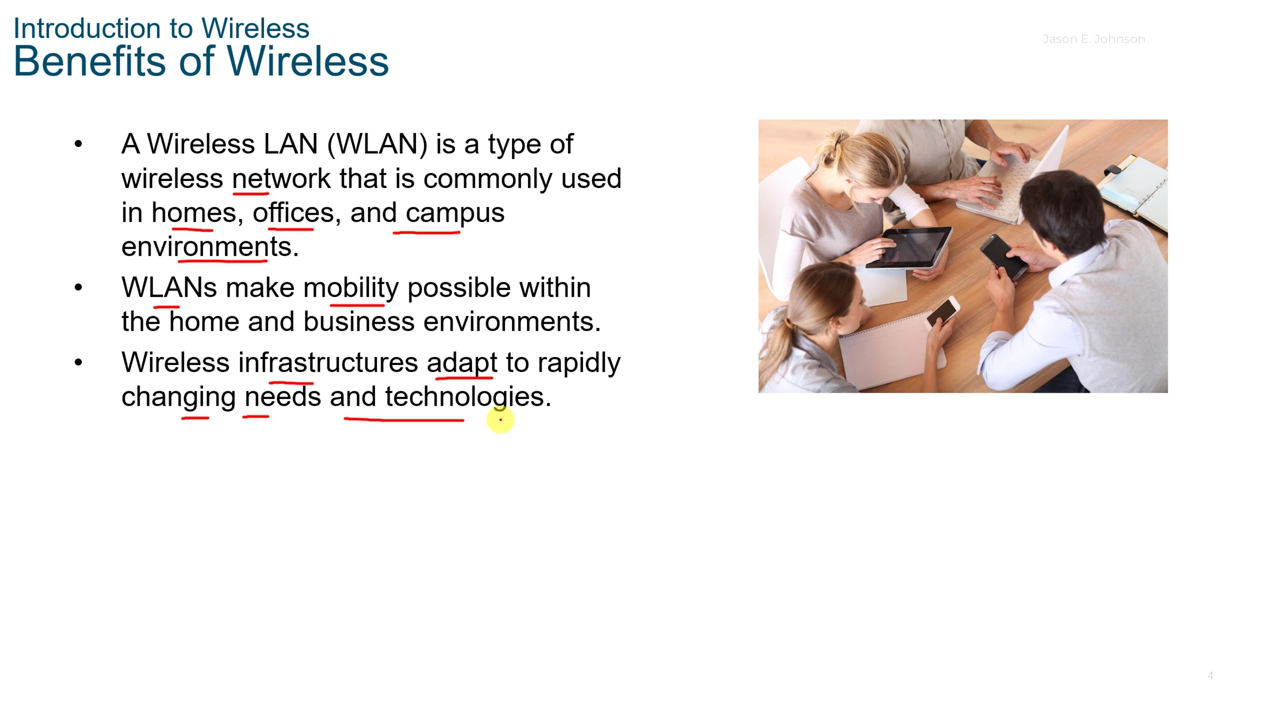 Introduction to Wireless
Jason E. Johnson
Benefits of Wireless
• A Wireless LAN (WLAN) is a type of
wireless network that is commonly used
in homes, offices, and campus
environments.
• WLANs make mobility possible within
the home and business environments.
• Wireless infrastructures adapt to rapidly
changing needs and technologies.
4